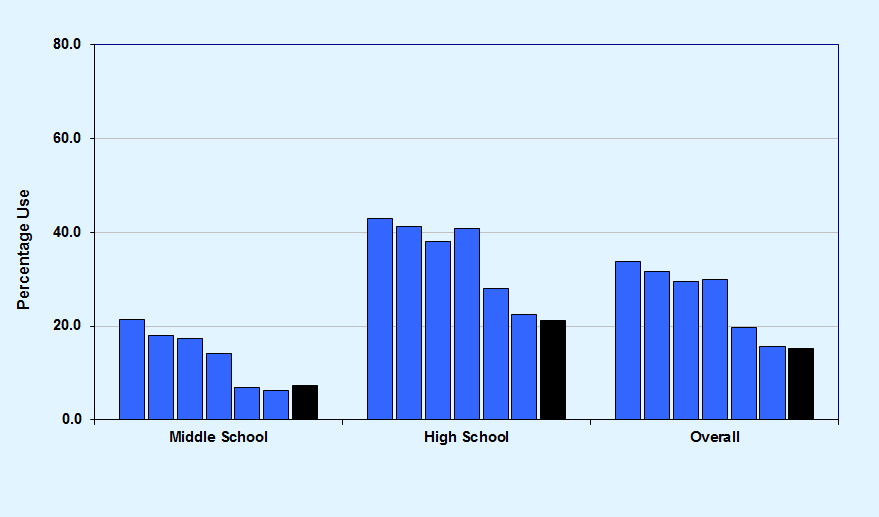 80.0
60.0
40.0
20.0
0.0
Percentage Use
Middle School
High School
Overall